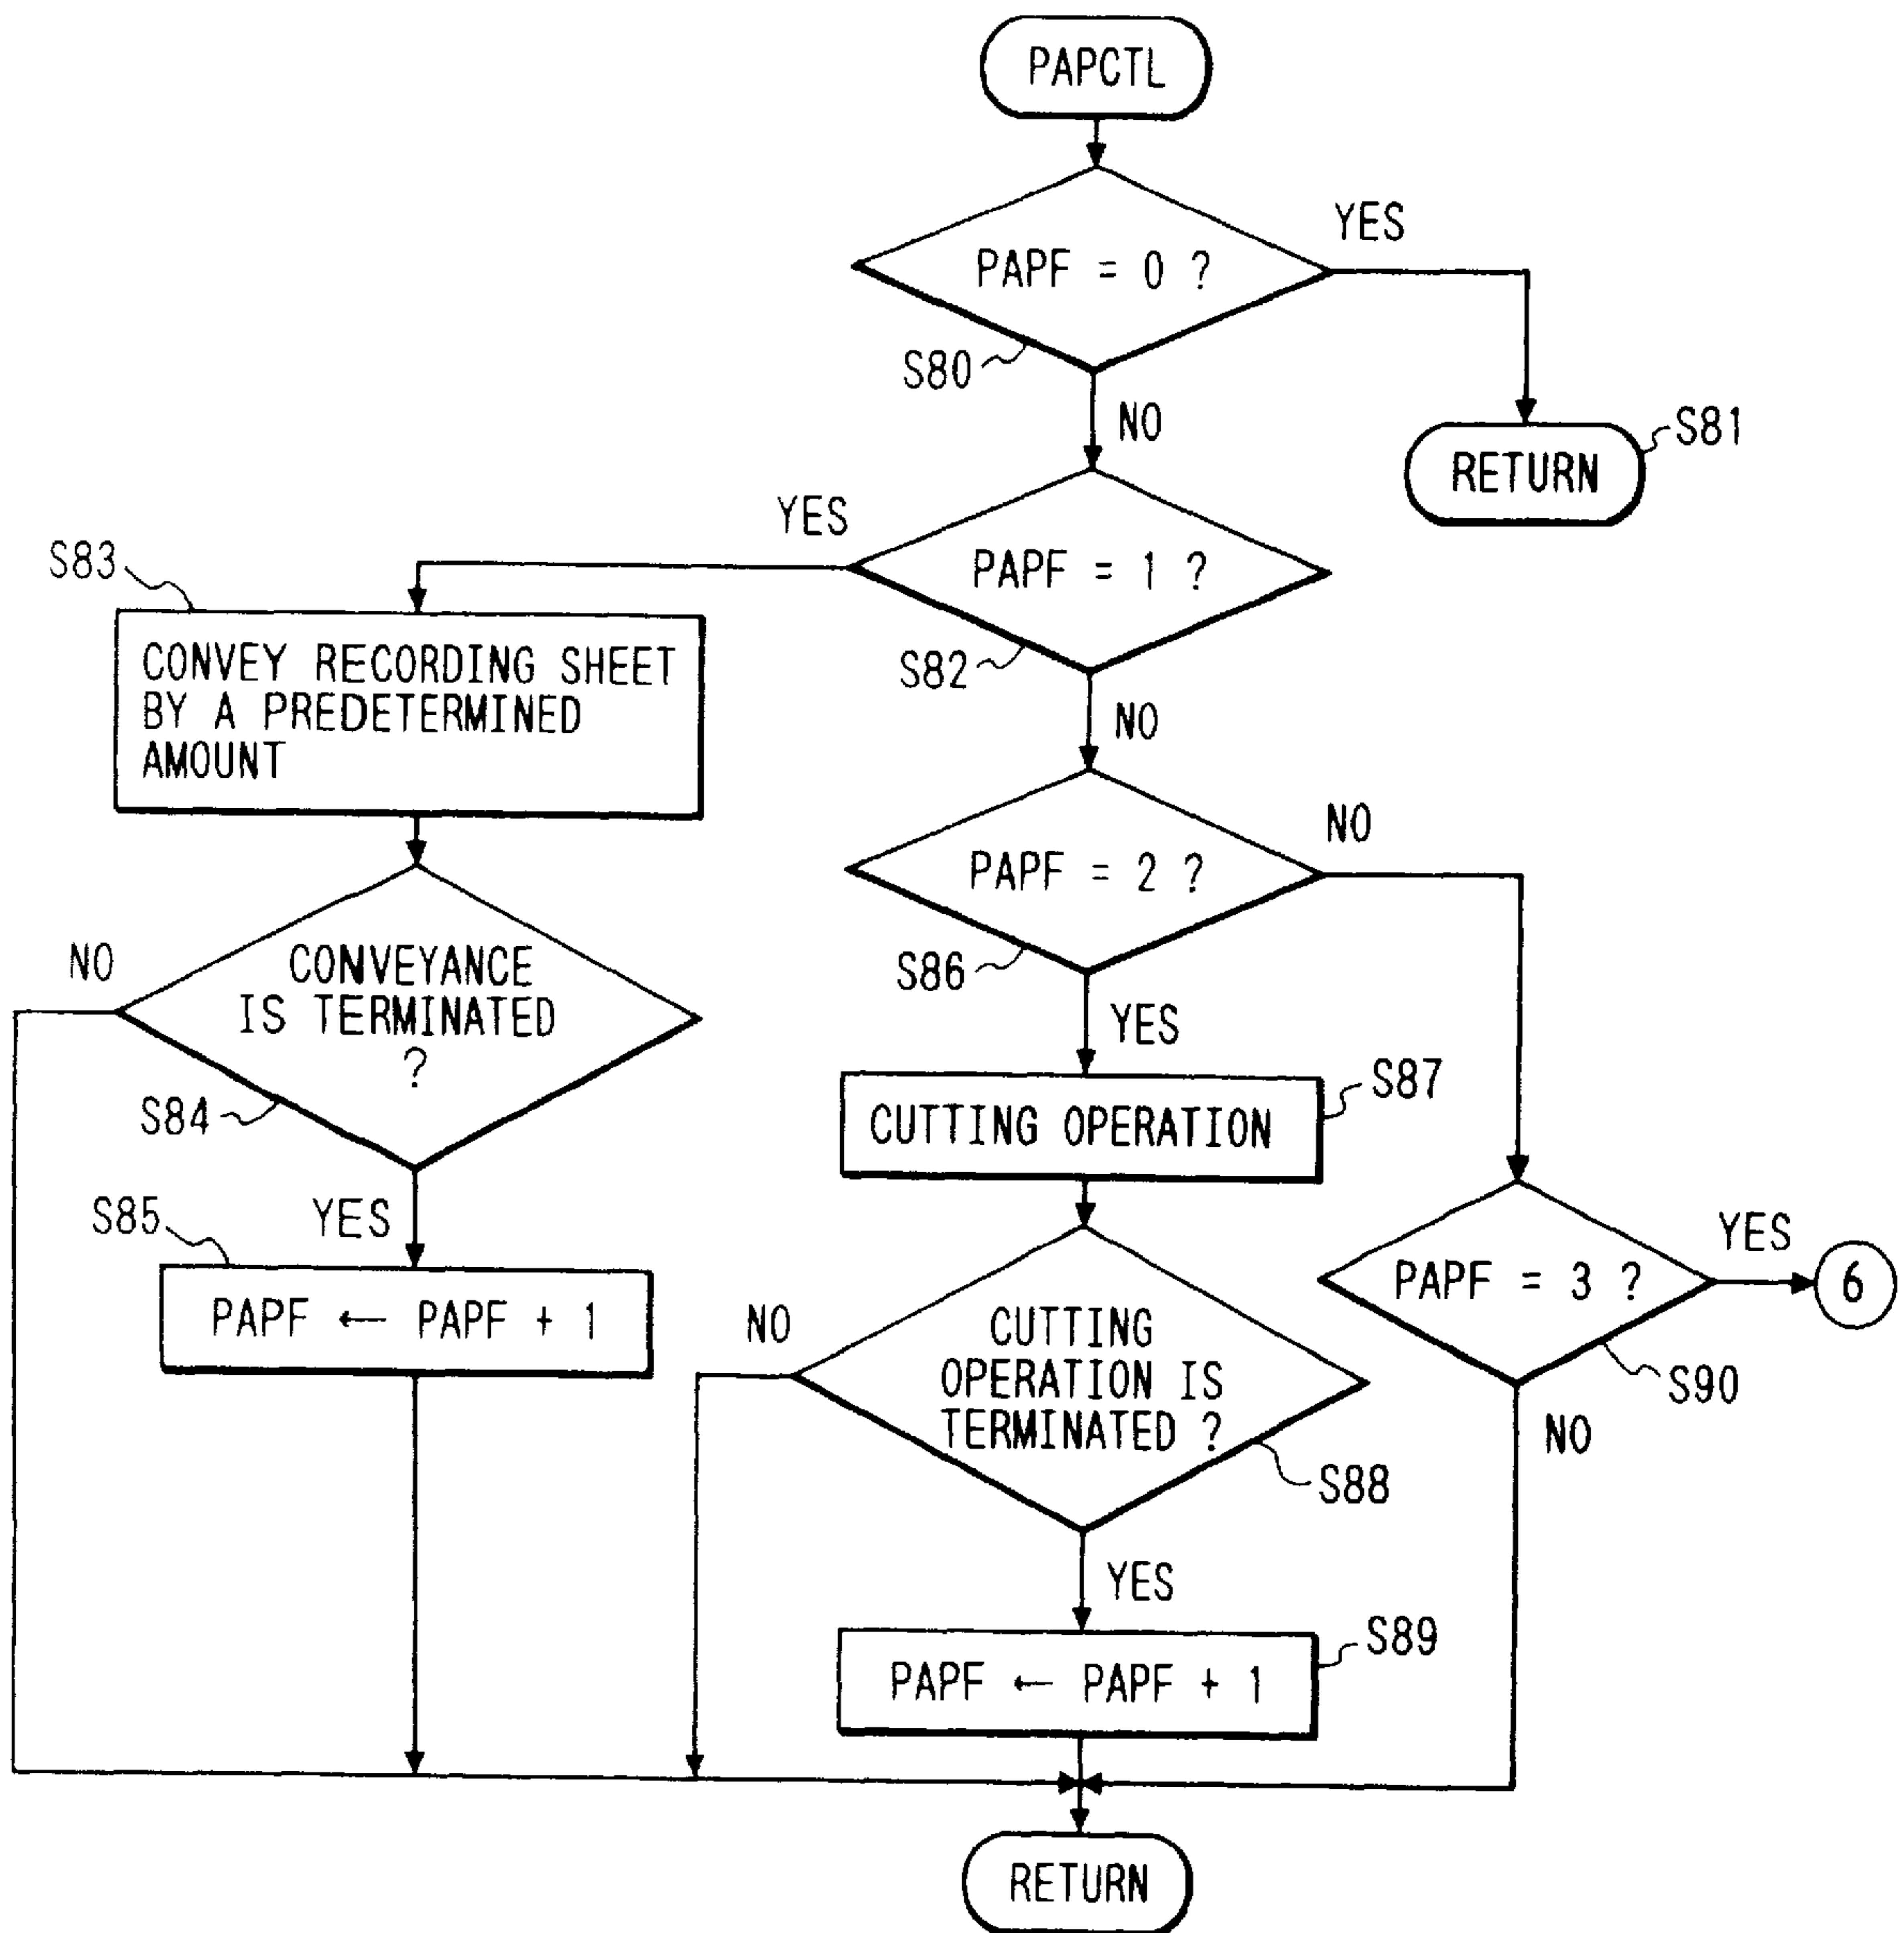 PAPCTL
PAPF = 0 ?
YES
S80
NO
S81
RETURN
YES
PAPF = 1 ?
S83
S82
CONVEY RECORDING SHEET
BY A PREDETERMINED
AMOUNT
NO
PAPF = 2 ?
NO
S86
NO
CONVEYANCE
IS TERMINATED
?
S84
YES
S87
CUTTING OPERATION
S85
YES
PAPF ← PAPF + 1
PAPF = 3 ?
YES
6
S90
NO
NO
CUTTING
OPERATION IS
TERMINATED ?
S88
YES
S89
PAPF ← PAPF + 1
RETURN